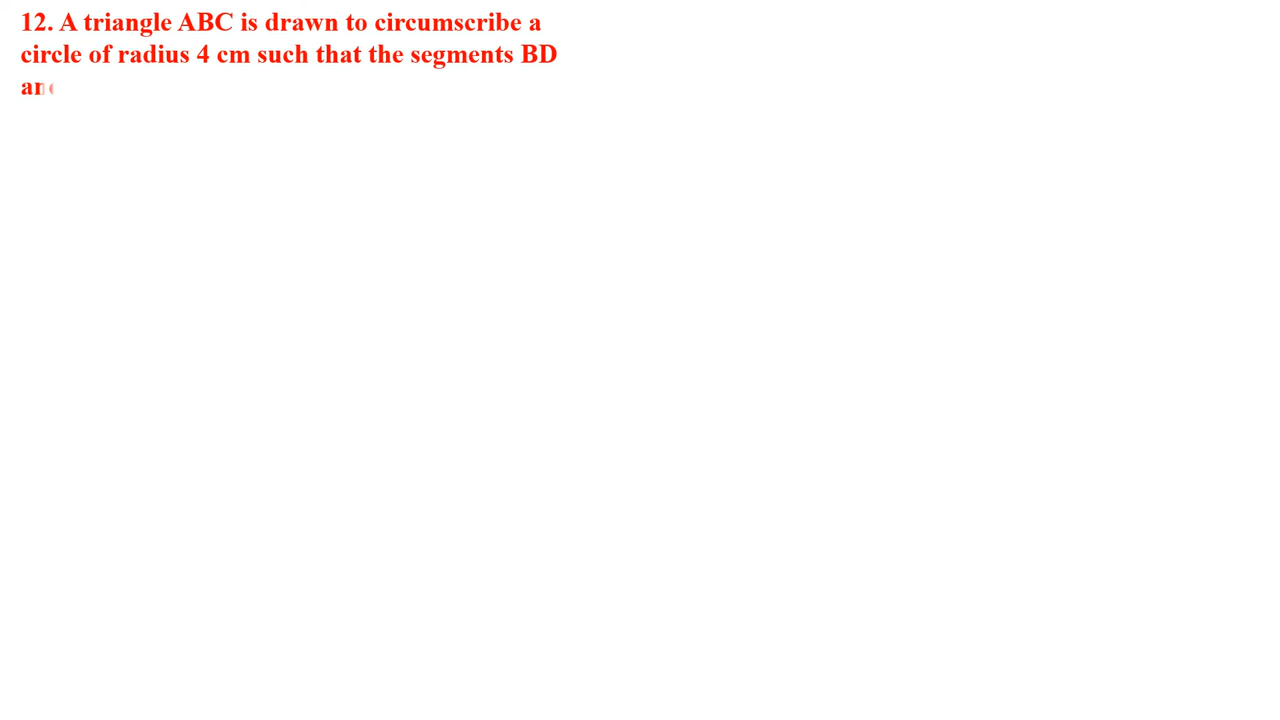 12. A triangle ABC is drawn to circumscribe a
circle of radius 4 cm such that the segments BD